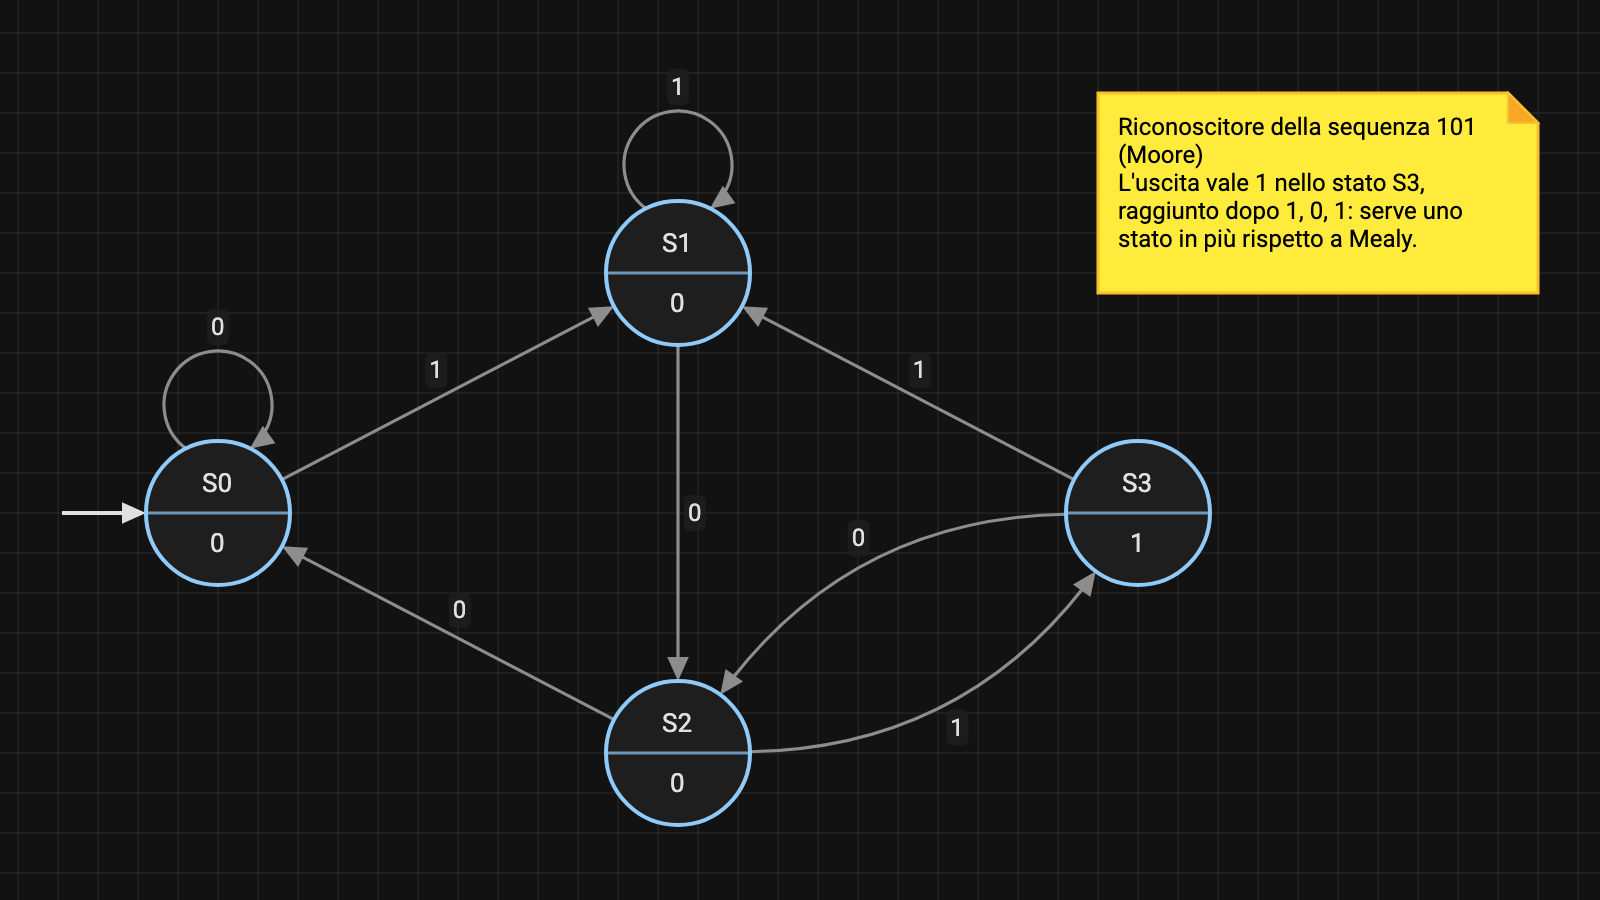 1
Riconoscitore della sequenza 101
(Moore)
L'uscita vale 1 nello stato S3,
raggiunto dopo 1, 0, 1: serve uno
stato in più rispetto a Mealy.
S1
0
0
1
1
S0
0
S3
1
0
0
0
1
S2
0